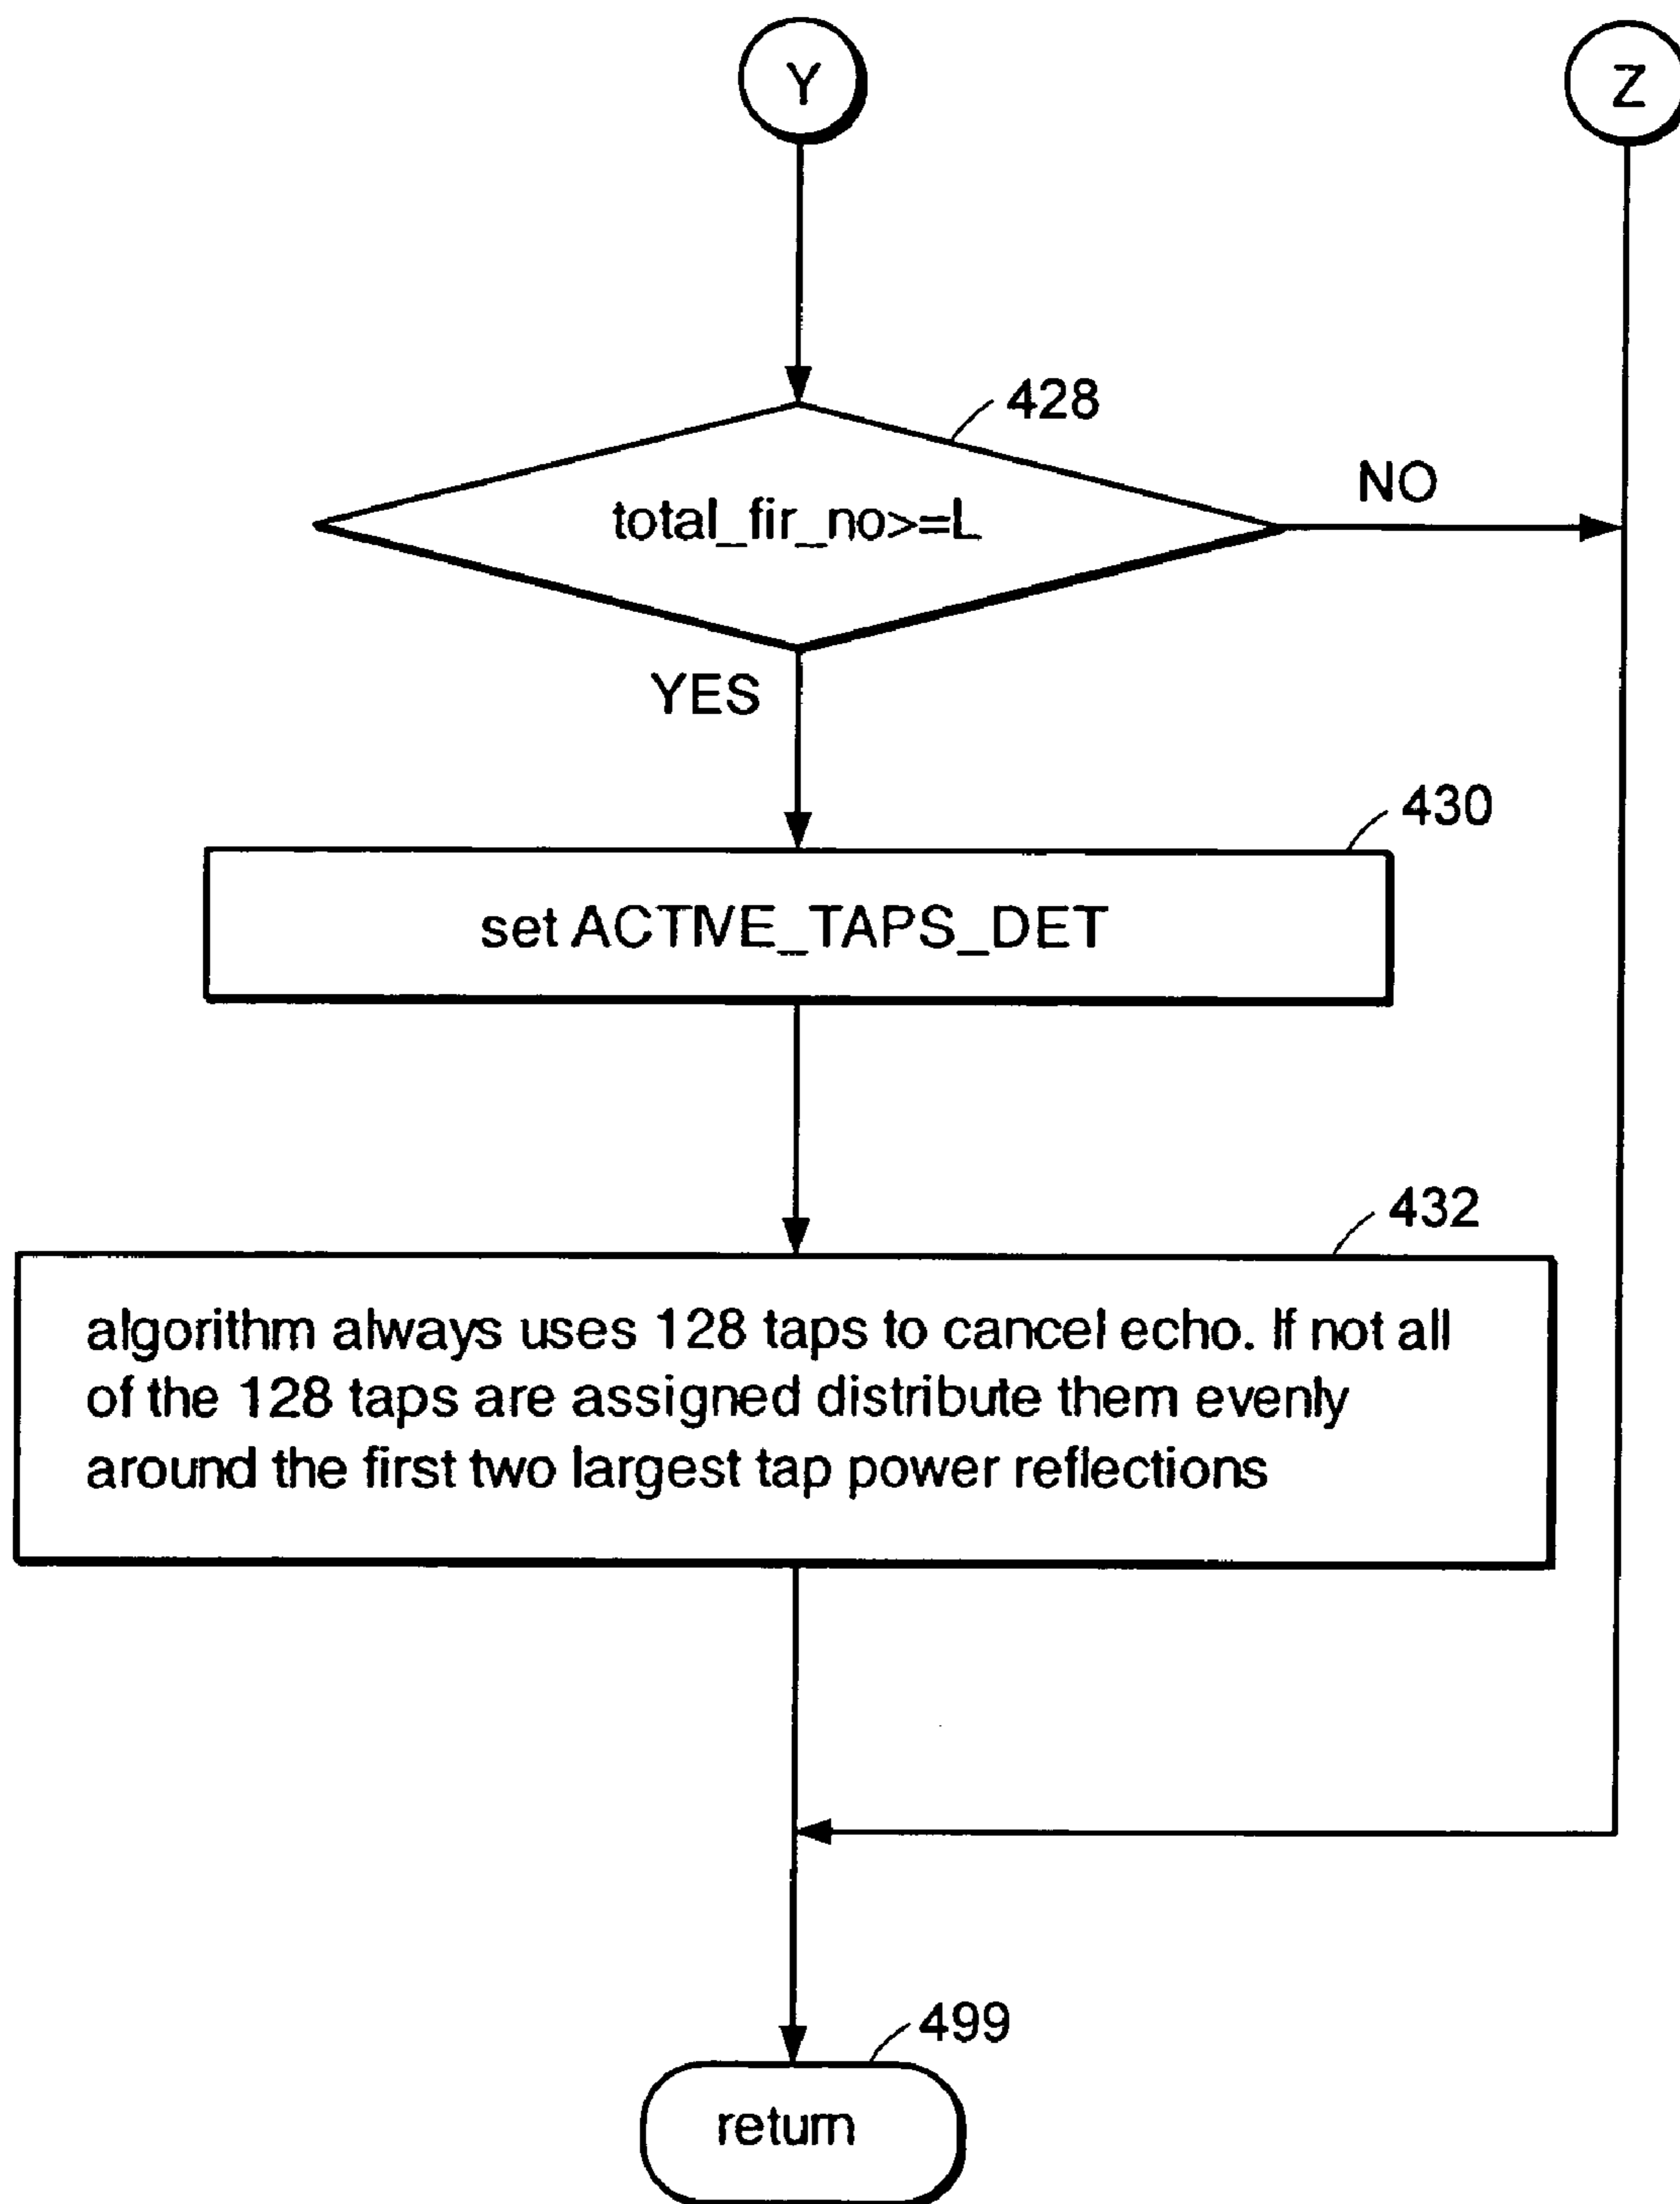 Y
Z
428
total_fir_no>=L
NO
YES
430
set ACTIVE_TAPS_DET
432
algorithm always uses 128 taps to cancel echo. If not all
of the 128 taps are assigned distribute them evenly
around the first two largest tap power reflections
499
return